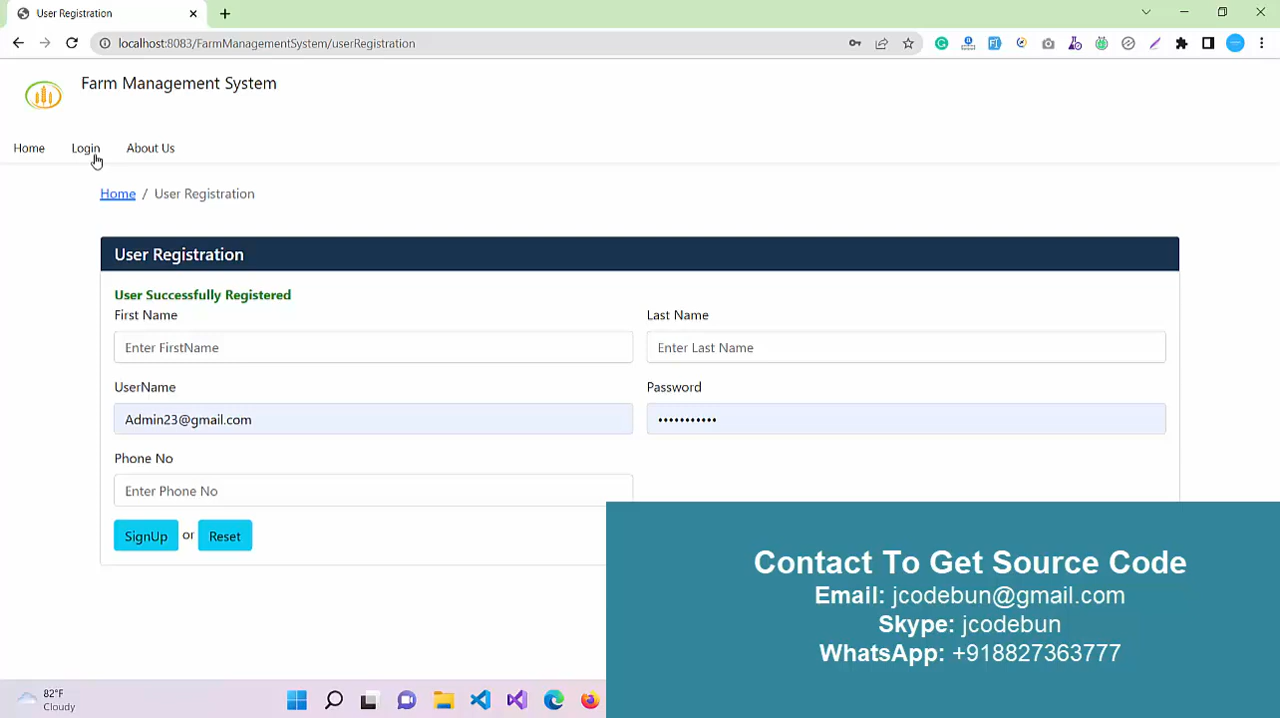 User Registration
localhost:8083/FarmManagementSystem/userRegistration
Farm Management System
Home Login About Us
Home / User Registration
User Registration
User Successfully Registered
First Name Last Name
Enter FirstName Enter Last Name
UserName Password
Admin23@gmail.com •••••••••••
Phone No
Enter Phone No
SignUp or Reset
Contact To Get Source Code
Email: jcodebun@gmail.com
Skype: jcodebun
WhatsApp: +918827363777
82°F
Cloudy